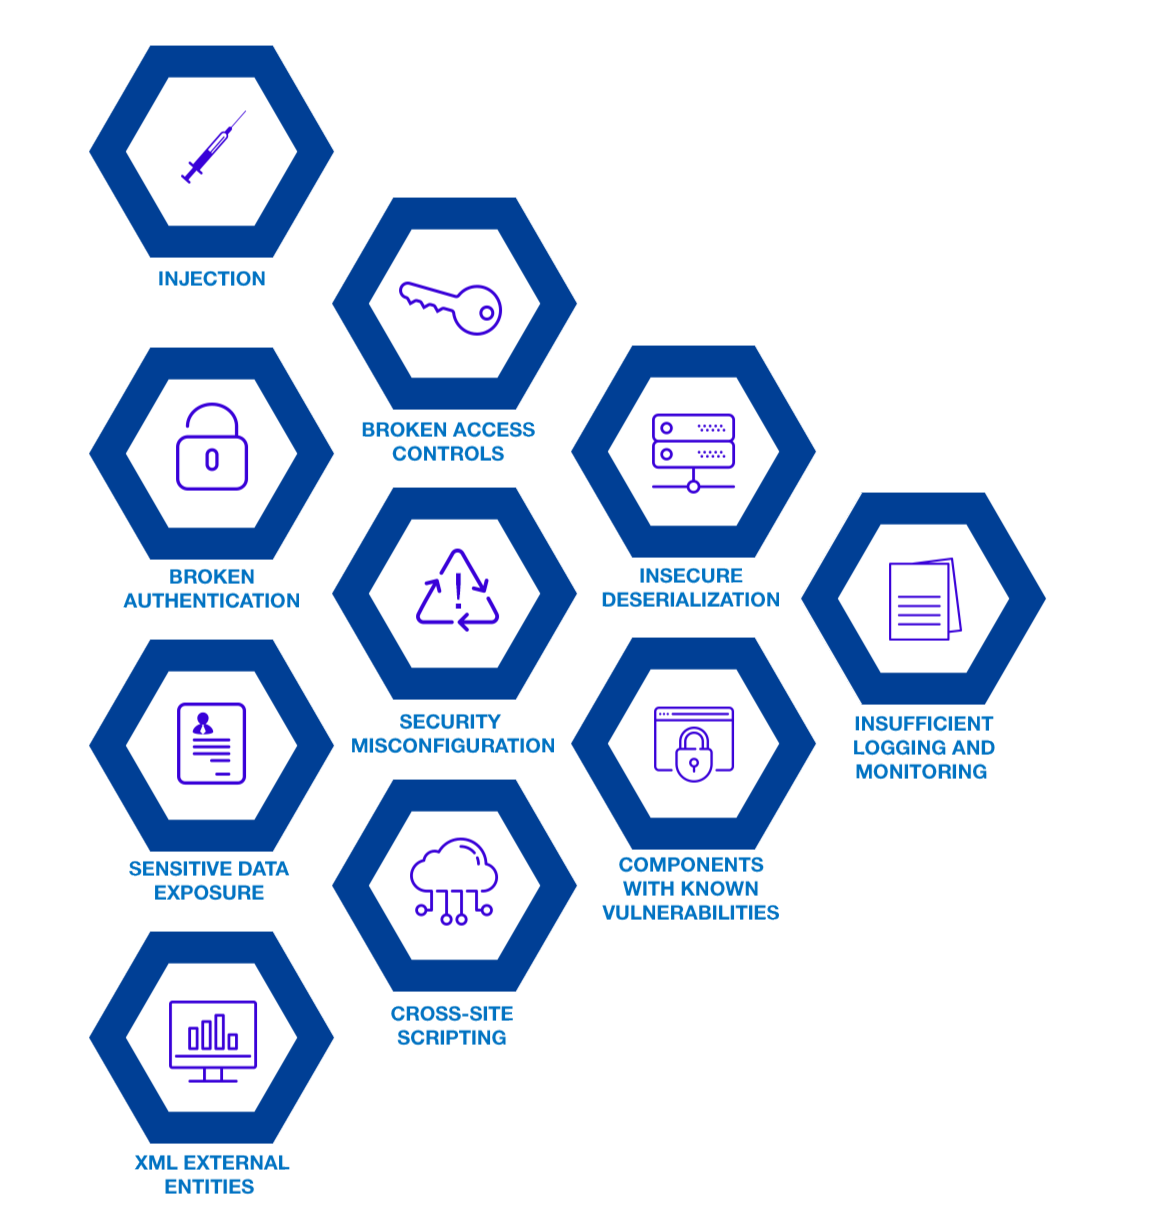 INJECTION
BROKEN ACCESS
CONTROLS
BROKEN
AUTHENTICATION
INSECURE
DESERIALIZATION
SECURITY
MISCONFIGURATION
INSUFFICIENT
LOGGING AND
MONITORING
SENSITIVE DATA
EXPOSURE
COMPONENTS
WITH KNOWN
VULNERABILITIES
CROSS-SITE
SCRIPTING
XML EXTERNAL
ENTITIES